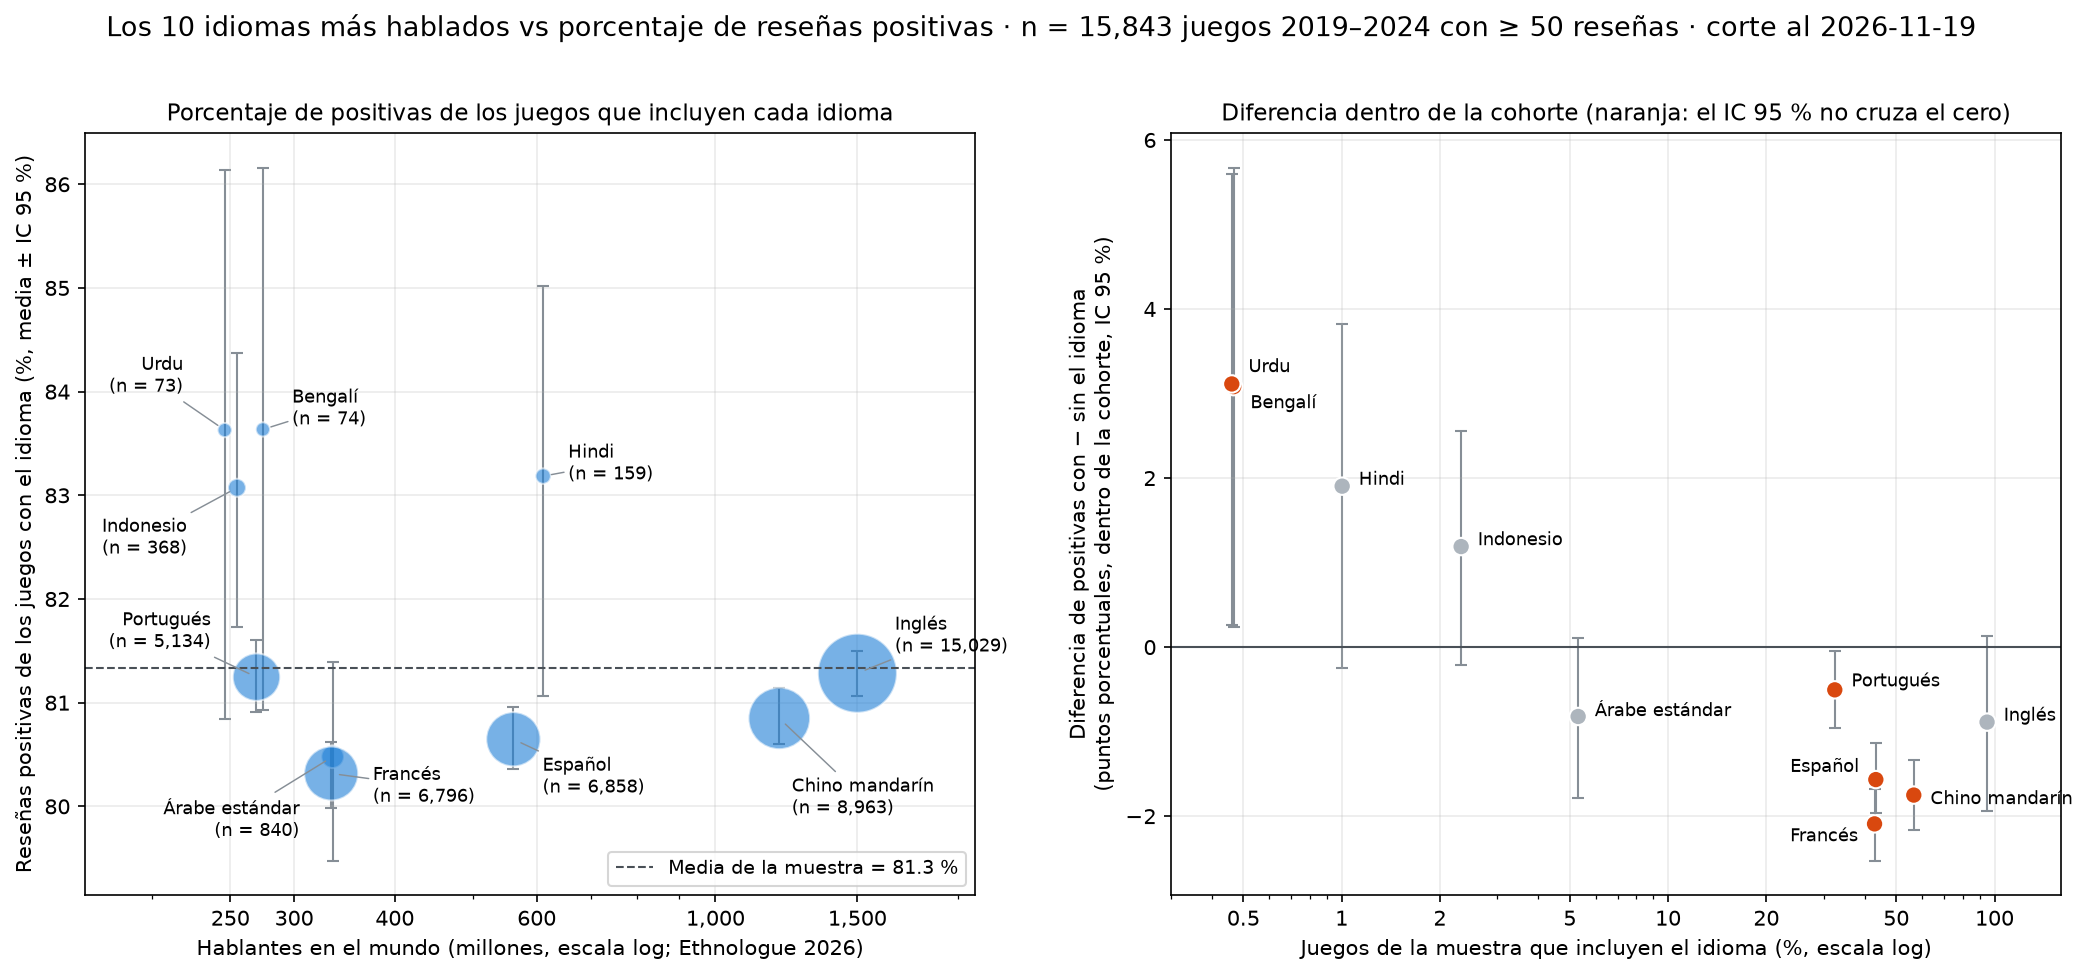 Los 10 idiomas más hablados vs porcentaje de reseñas positivas · n = 15,843 juegos 2019–2024 con ≥ 50 reseñas · corte al 2026-11-19
Porcentaje de positivas de los juegos que incluyen cada idioma
Reseñas positivas de los juegos con el idioma (%, media ± IC 95 %)
86
85
84
83
82
81
80
Urdu
(n = 73)
Bengalí
(n = 74)
Hindi
(n = 159)
Indonesio
(n = 368)
Portugués
(n = 5,134)
Inglés
(n = 15,029)
Español
(n = 6,858)
Francés
(n = 6,796)
Chino mandarín
(n = 8,963)
Árabe estándar
(n = 840)
Media de la muestra = 81.3 %
250
300
400
600
1,000
1,500
Hablantes en el mundo (millones, escala log; Ethnologue 2026)
Diferencia dentro de la cohorte (naranja: el IC 95 % no cruza el cero)
Diferencia de positivas con − sin el idioma
(puntos porcentuales, dentro de la cohorte, IC 95 %)
6
4
2
0
−2
Urdu
Bengalí
Hindi
Indonesio
Árabe estándar
Portugués
Inglés
Español
Chino mandarín
Francés
0.5
1
2
5
10
20
50
100
Juegos de la muestra que incluyen el idioma (%, escala log)